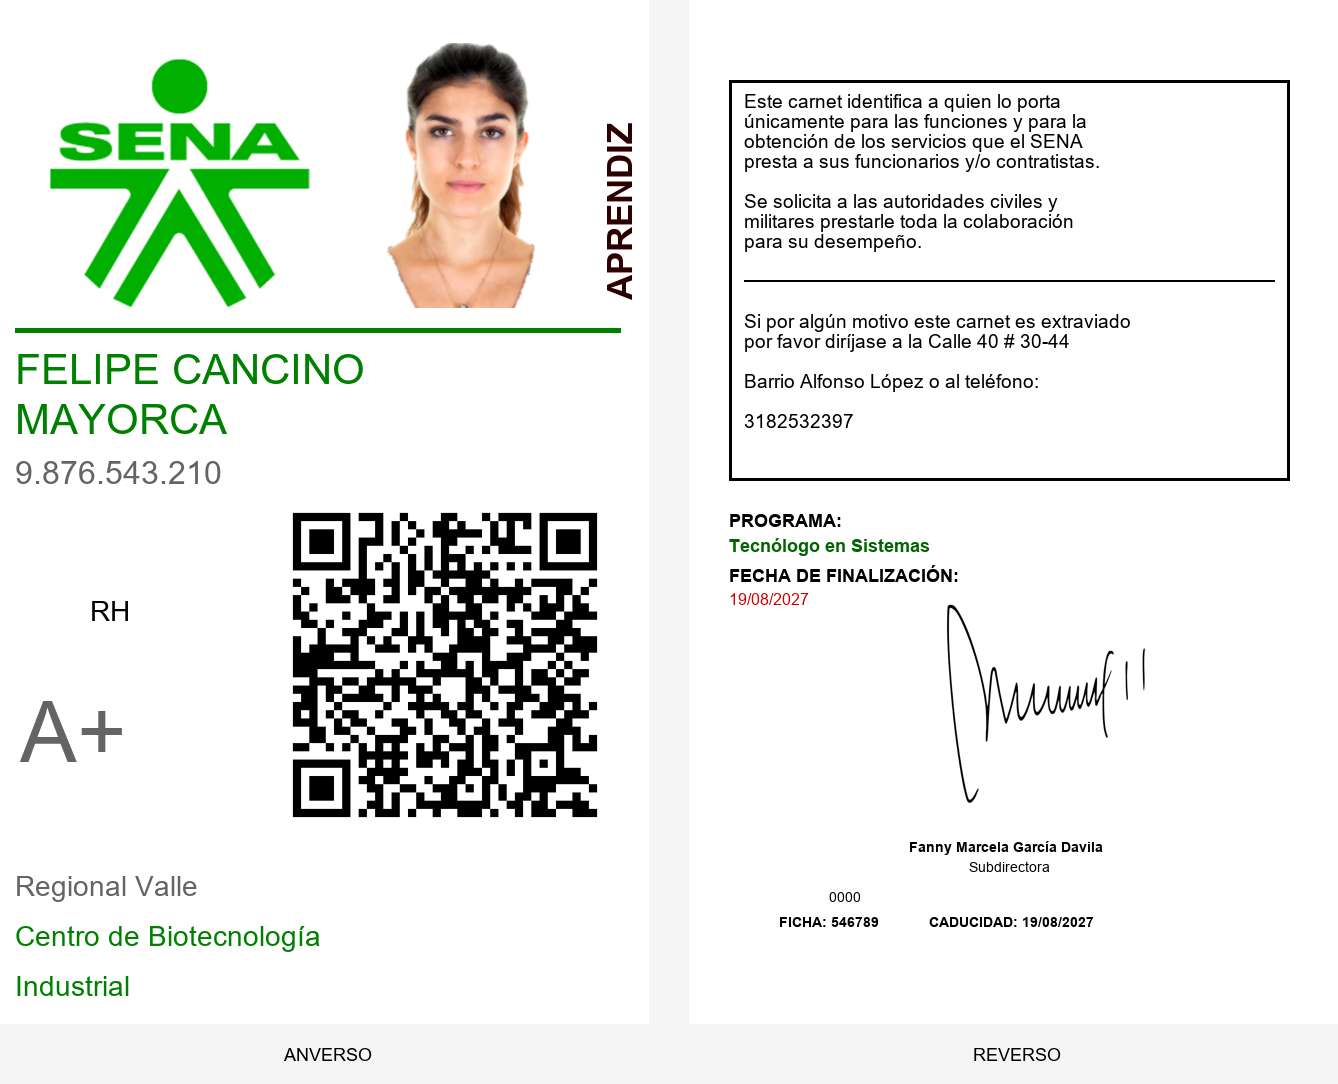 SENA
APRENDIZ
FELIPE CANCINO
MAYORCA
9.876.543.210
RH
A+
Regional Valle
Centro de Biotecnología
Industrial
ANVERSO
Este carnet identifica a quien lo porta
únicamente para las funciones y para la
obtención de los servicios que el SENA
presta a sus funcionarios y/o contratistas.
Se solicita a las autoridades civiles y
militares prestarle toda la colaboración
para su desempeño.
Si por algún motivo este carnet es extraviado
por favor diríjase a la Calle 40 # 30-44
Barrio Alfonso López o al teléfono:
3182532397
PROGRAMA:
Tecnólogo en Sistemas
FECHA DE FINALIZACIÓN:
19/08/2027
Fanny Marcela García Davila
Subdirectora
0000
FICHA: 546789 CADUCIDAD: 19/08/2027
REVERSO